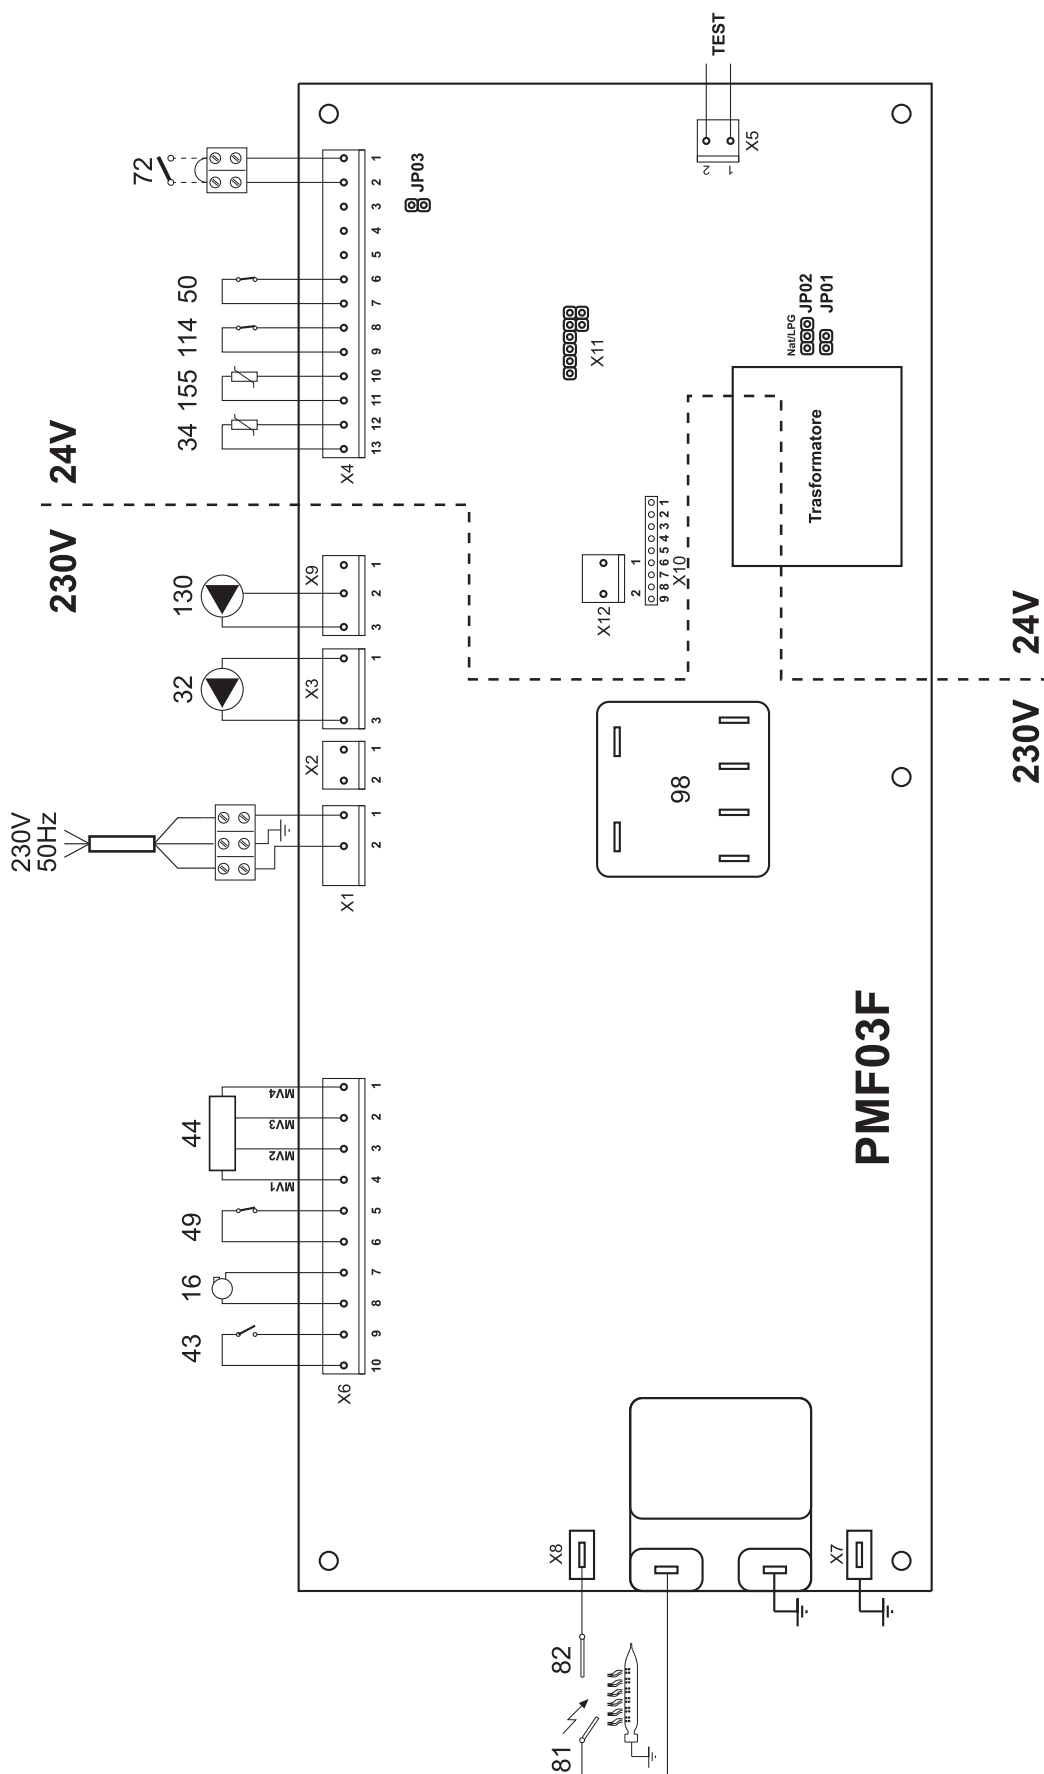 TEST
X5
2 1
72
1
2
3
4
5
6
7
8
9
10
11
12
13
X4
JP03
50
114
155
34
24V
230V
X11
Nat/LPG
JP02
JP01
Trasformatore
1 2 3 4 5 6 7 8 9
X10
1
2
X12
130
X9
1
2
3
32
X3
1
3
X2
1
2
230V
50Hz
X1
1
2
98
24V
230V
PMF03F
44
MV4
MV3
MV2
MV1
49
16
43
1
2
3
4
5
6
7
8
9
10
X6
X8
X7
82
81